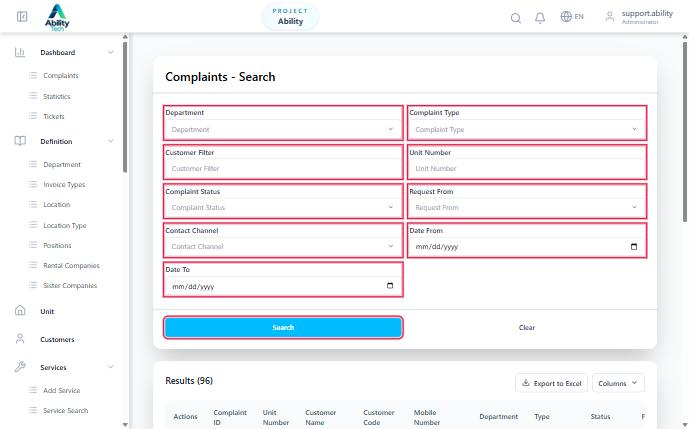 Ability
Tech
PROJECT
Ability
EN
support.ability
Administrator
Dashboard
Complaints
Statistics
Tickets
Definition
Department
Invoice Types
Location
Location Type
Positions
Rental Companies
Sister Companies
Unit
Customers
Services
Add Service
Service Search
Complaints - Search
Department
Department
Complaint Type
Complaint Type
Customer Filter
Customer Filter
Unit Number
Unit Number
Complaint Status
Complaint Status
Request From
Request From
Contact Channel
Contact Channel
Date From
mm/dd/yyyy
Date To
mm/dd/yyyy
Search
Clear
Results (96)
Export to Excel
Columns
Actions
Complaint ID
Unit Number
Customer Name
Customer Code
Mobile Number
Department
Type
Status